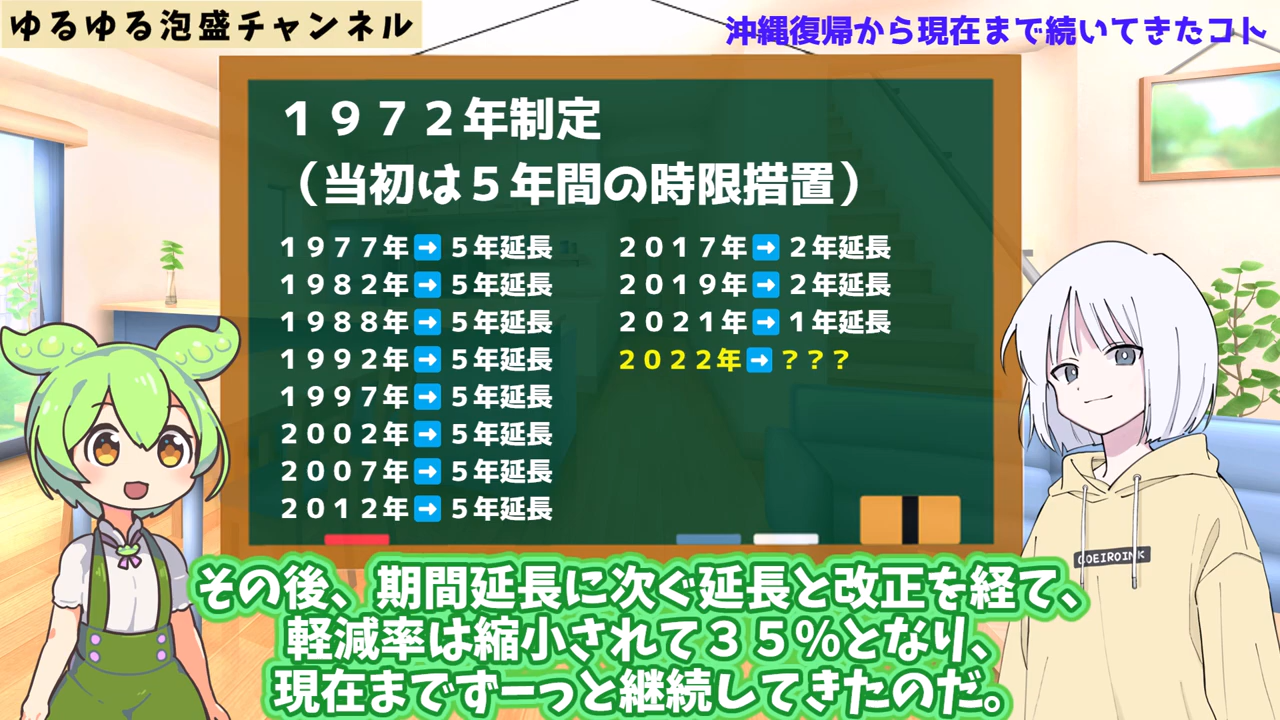 ゆるゆる泡盛チャンネル
沖縄復帰から現在まで続いてきたコト
１９７２年制定
（当初は５年間の時限措置）
１９７７年➡５年延長
１９８２年➡５年延長
１９８８年➡５年延長
１９９２年➡５年延長
１９９７年➡５年延長
２００２年➡５年延長
２００７年➡５年延長
２０１２年➡５年延長
２０１７年➡２年延長
２０１９年➡２年延長
２０２１年➡１年延長
２０２２年➡？？？
COEIROINK
その後、期間延長に次ぐ延長と改正を経て、
軽減率は縮小されて３５％となり、
現在までずーっと継続してきたのだ。